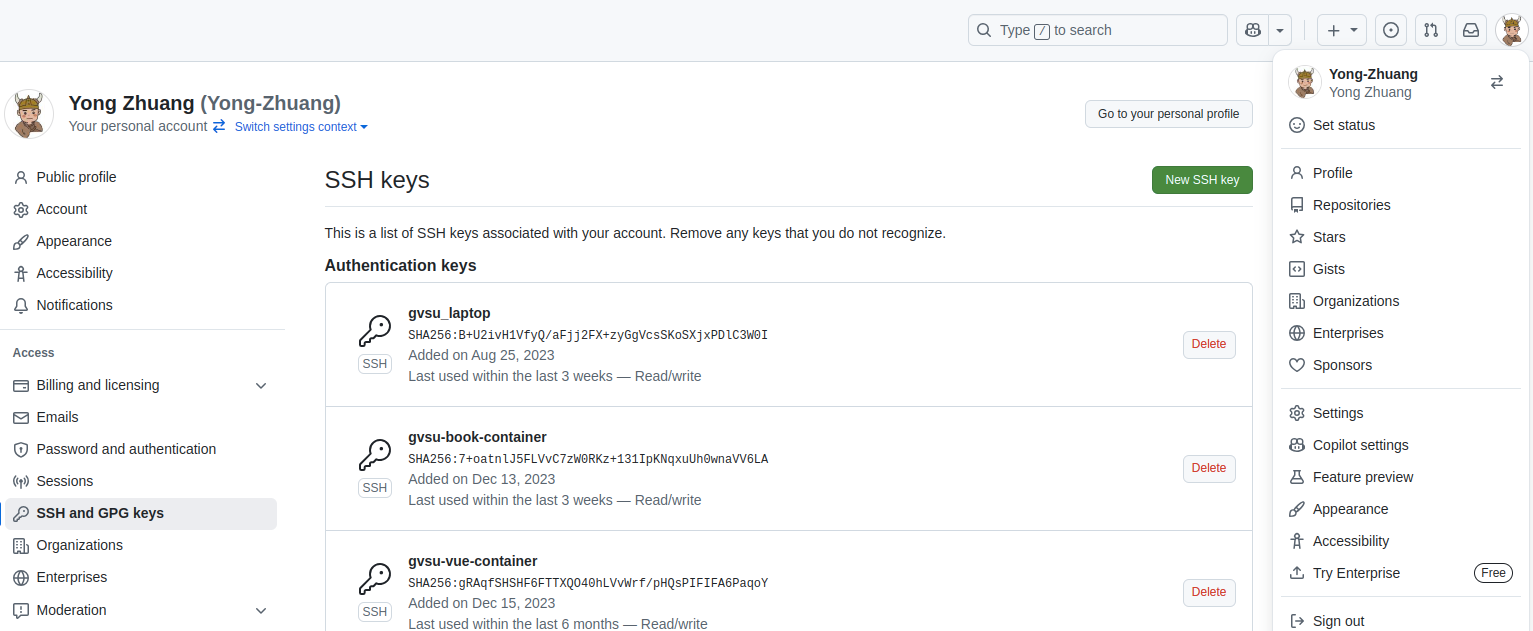 Type / to search
Yong Zhuang (Yong-Zhuang)
Your personal account Switch settings context
Go to your personal profile
Public profile
Account
Appearance
Accessibility
Notifications
Access
Billing and licensing
Emails
Password and authentication
Sessions
SSH and GPG keys
Organizations
Enterprises
Moderation
SSH keys
New SSH key
This is a list of SSH keys associated with your account. Remove any keys that you do not recognize.
Authentication keys
gvsu_laptop
SHA256:B+U2ivH1VfyQ/aFjj2FX+zyGgVcsSKoSXjxPDlC3W0I
Added on Aug 25, 2023
Last used within the last 3 weeks — Read/write
SSH
Delete
gvsu-book-container
SHA256:7+oatnlJ5FLVvC7zW0RKz+131IpKNqxuUh0wnaVV6LA
Added on Dec 13, 2023
Last used within the last 3 weeks — Read/write
SSH
Delete
gvsu-vue-container
SHA256:gRAqfSHSHF6FTTXQO40hLVvWrf/pHQsPIFIFA6PaqoY
Added on Dec 15, 2023
Last used within the last 6 months — Read/write
SSH
Delete
Yong-Zhuang
Yong Zhuang
Set status
Profile
Repositories
Stars
Gists
Organizations
Enterprises
Sponsors
Settings
Copilot settings
Feature preview
Appearance
Accessibility
Try Enterprise Free
Sign out